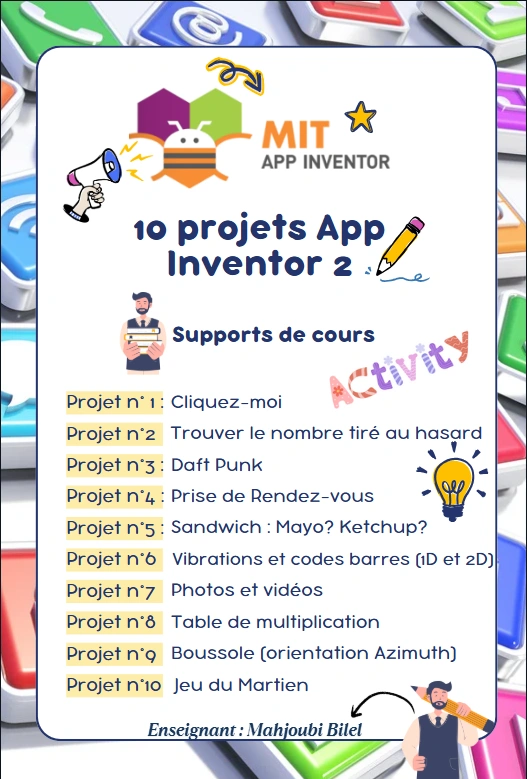 MIT
APP INVENTOR
10 projets App
Inventor 2
Supports de cours
ACtivity
Projet n° 1 : Cliquez-moi
Projet n°2 Trouver le nombre tiré au hasard
Projet n°3 : Daft Punk
Projet n°4 : Prise de Rendez-vous
Projet n°5 : Sandwich : Mayo? Ketchup?
Projet n°6 Vibrations et codes barres (1D et 2D).
Projet n°7 Photos et vidéos
Projet n°8 Table de multiplication
Projet n°9 Boussole (orientation Azimuth)
Projet n°10 Jeu du Martien
Enseignant : Mahjoubi Bilel